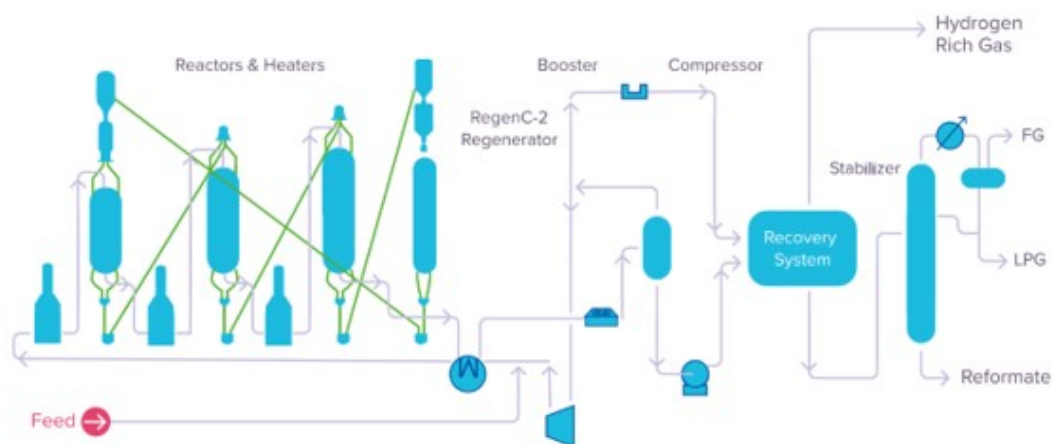 Hydrogen
Rich Gas
Reactors & Heaters
Booster
Compressor
RegenC-2
Regenerator
FG
Stabilizer
Recovery
System
LPG
Reformate
Feed